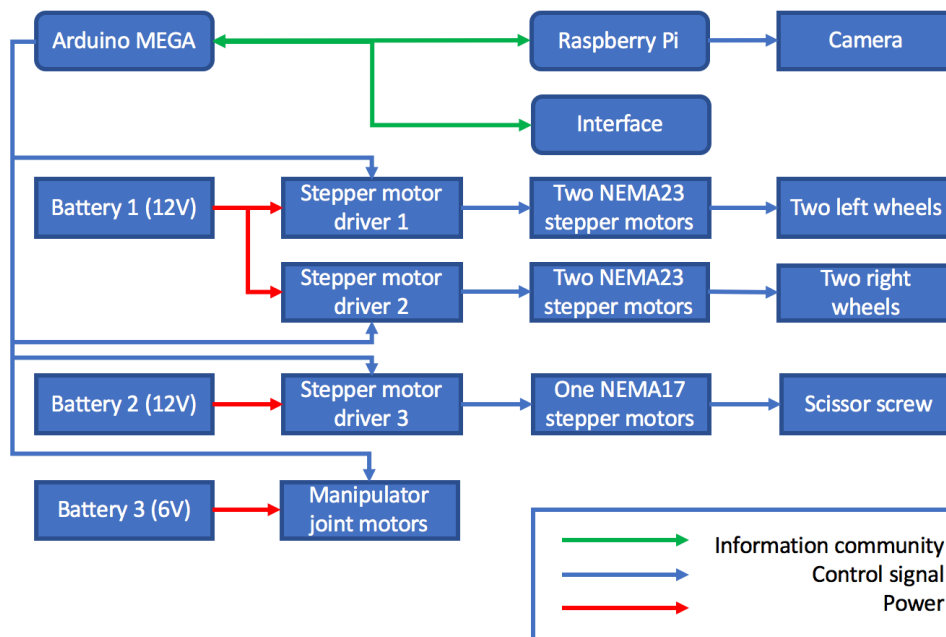 Arduino MEGA
Raspberry Pi
Camera
Interface
Battery 1 (12V)
Stepper motor
driver 1
Two NEMA23
stepper motors
Two left wheels
Stepper motor
driver 2
Two NEMA23
stepper motors
Two right
wheels
Battery 2 (12V)
Stepper motor
driver 3
One NEMA17
stepper motors
Scissor screw
Battery 3 (6V)
Manipulator
joint motors
Information community
Control signal
Power